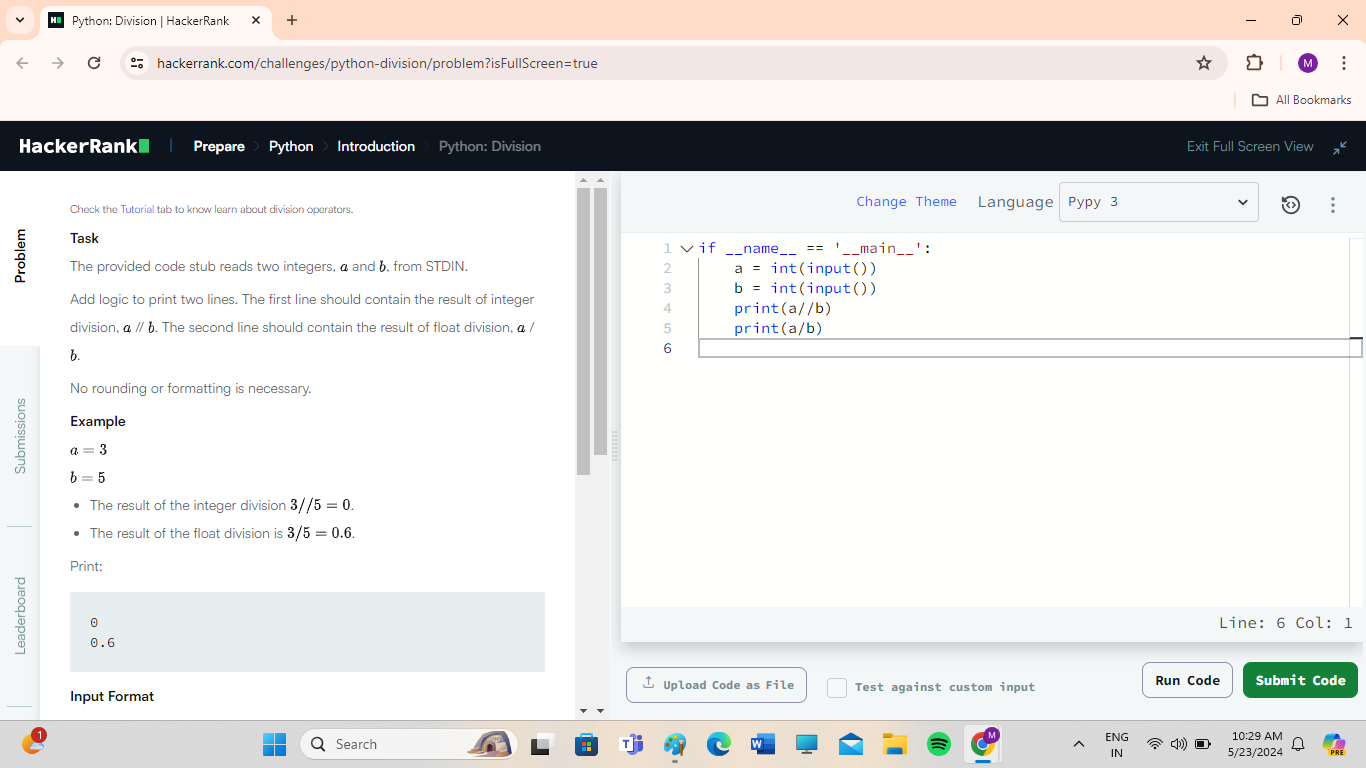 Python: Division | HackerRank
hackerrank.com/challenges/python-division/problem?isFullScreen=true
M
All Bookmarks
HackerRank
Prepare
Python
Introduction
Python: Division
Exit Full Screen View
Problem
Submissions
Leaderboard
Check the Tutorial tab to know learn about division operators.
Task
The provided code stub reads two integers, a and b, from STDIN.
Add logic to print two lines. The first line should contain the result of integer
division, a // b. The second line should contain the result of float division, a /
b.
No rounding or formatting is necessary.
Example
a = 3
b = 5
• The result of the integer division 3//5 = 0.
• The result of the float division is 3/5 = 0.6.
Print:
0
0.6
Input Format
Change Theme
Language
Pypy 3
1 if __name__ == '__main__':
2 a = int(input())
3 b = int(input())
4 print(a//b)
5 print(a/b)
6
Line: 6 Col: 1
Upload Code as File
Test against custom input
Run Code
Submit Code
1
Search
M
ENG
IN
10:29 AM
5/23/2024
PRE